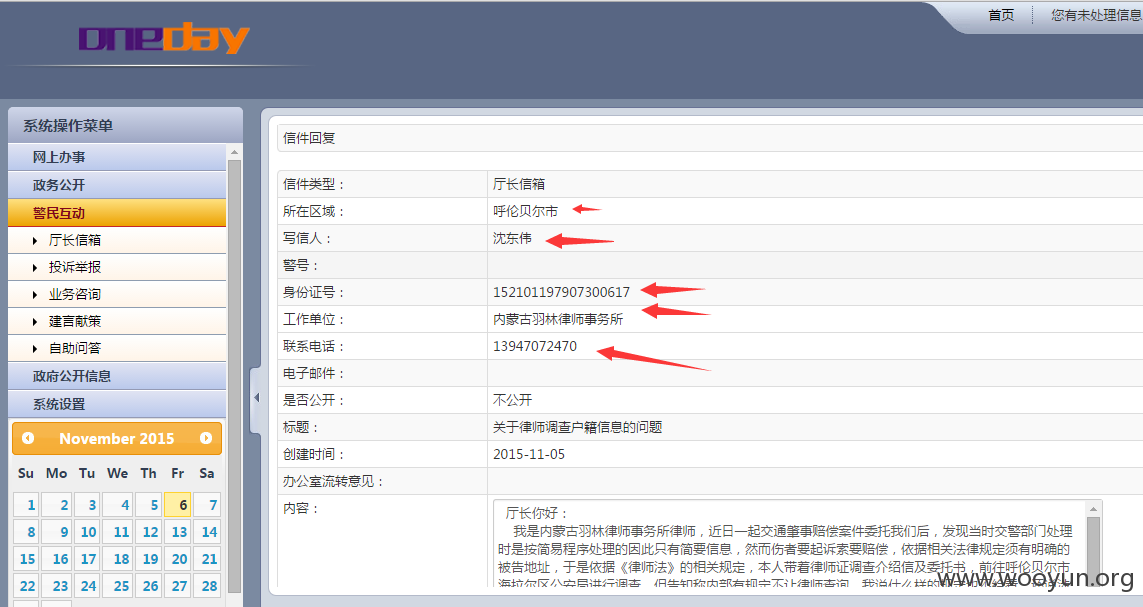 首页 您有未处理信息
oneday
系统操作菜单
网上办事
政务公开
警民互动
厅长信箱
投诉举报
业务咨询
建言献策
自助问答
政府公开信息
系统设置
November 2015
Su Mo Tu We Th Fr Sa
1 2 3 4 5 6 7
8 9 10 11 12 13 14
15 16 17 18 19 20 21
22 23 24 25 26 27 28
信件回复
信件类型： 厅长信箱
所在区域： 呼伦贝尔市
写信人： 沈东伟
警号：
身份证号： 152101197907300617
工作单位： 内蒙古羽林律师事务所
联系电话： 13947072470
电子邮件：
是否公开： 不公开
标题： 关于律师调查户籍信息的问题
创建时间： 2015-11-05
办公室流转意见：
内容： 厅长你好：
我是内蒙古羽林律师事务所律师，近日一起交通肇事赔偿案件委托我们后，发现当时交警部门处理
时是按简易程序处理的因此只有简要信息，然而伤者要起诉索要赔偿，依据相关法律规定须有明确的
被告地址，于是依据《律师法》的相关规定，本人带着律师证调查介绍信及委托书，前往呼伦贝尔市
海拉尔区公安局进行调查，但告知称内部有规定不让律师查询，我说什么样的
www.wooyun.org